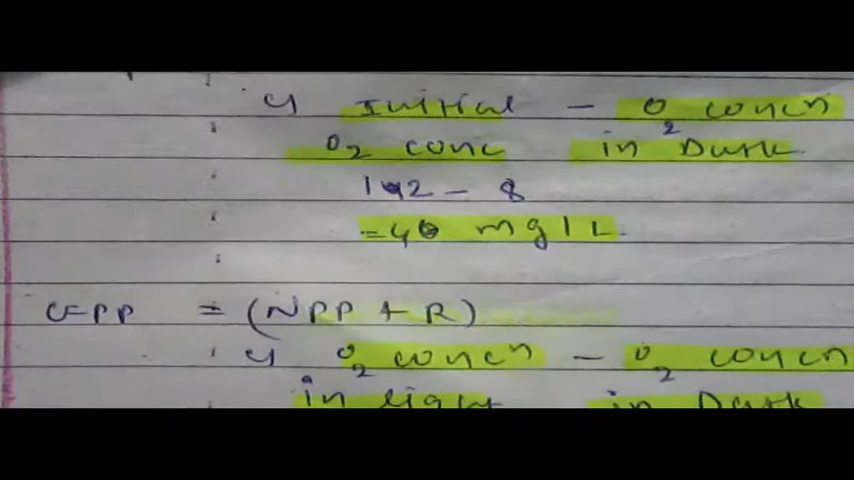 Initial - O2 concn
O2 conc in Dark
12 - 8
= 4 mg/L
GPP = (NPP + R)
O2 concn - O2 concn
in light in Dark